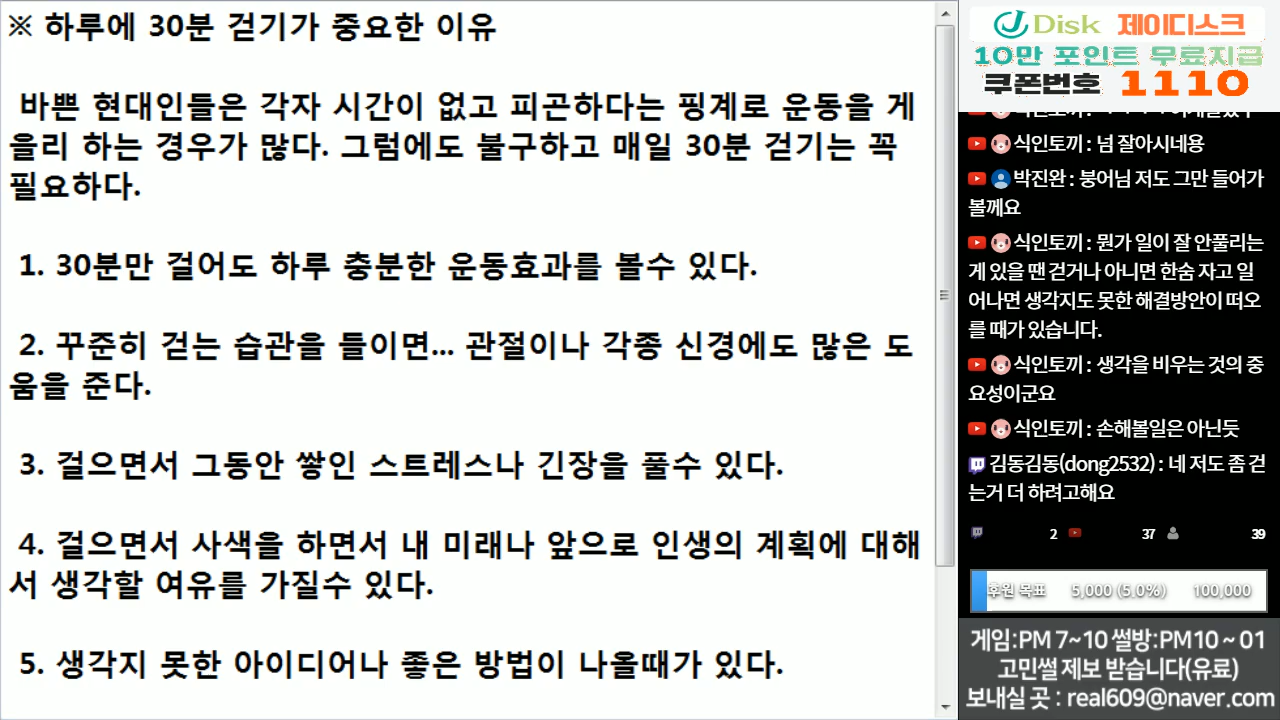 ※ 하루에 30분 걷기가 중요한 이유
바쁜 현대인들은 각자 시간이 없고 피곤하다는 핑계로 운동을 게
을리 하는 경우가 많다. 그럼에도 불구하고 매일 30분 걷기는 꼭
필요하다.
1. 30분만 걸어도 하루 충분한 운동효과를 볼수 있다.
2. 꾸준히 걷는 습관을 들이면... 관절이나 각종 신경에도 많은 도
움을 준다.
3. 걸으면서 그동안 쌓인 스트레스나 긴장을 풀수 있다.
4. 걸으면서 사색을 하면서 내 미래나 앞으로 인생의 계획에 대해
서 생각할 여유를 가질수 있다.
5. 생각지 못한 아이디어나 좋은 방법이 나올때가 있다.
J Disk 제이디스크
10만 포인트 무료지급
쿠폰번호 1110
식인토끼 : 넘 잘아시네용
박진완 : 붕어님 저도 그만 들어가
볼께요
식인토끼 : 뭔가 일이 잘 안풀리는
게 있을 땐 걷거나 아니면 한숨 자고 일
어나면 생각지도 못한 해결방안이 떠오
를 때가 있습니다.
식인토끼 : 생각을 비우는 것의 중
요성이군요
식인토끼 : 손해볼일은 아닌듯
김동김동(dong2532) : 네 저도 좀 걷
는거 더 하려고해요
2 37 39
후원 목표 5,000 (5.0%) 100,000
게임:PM 7~10 썰방:PM10 ~ 01
고민썰 제보 받습니다(유료)
보내실 곳 : real609@naver.com